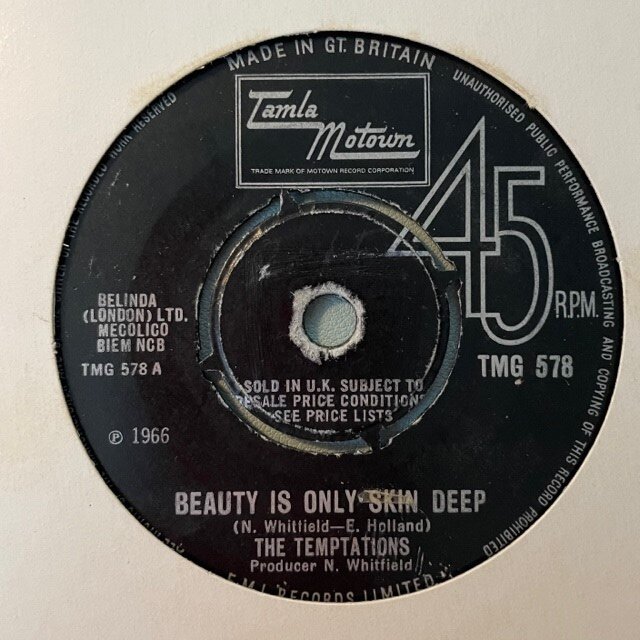 MADE IN GT. BRITAIN
UNAUTHORISED PUBLIC PERFORMANCE BROADCASTING AND COPYING OF THIS RECORD PROHIBITED
E.M.I. RECORDS LIMITED
RECORDED WORK RESERVED
Tamla
Motown
TRADE MARK OF MOTOWN RECORD CORPORATION
45
R.P.M.
BELINDA
(LONDON) LTD.
MECOLICO
BIEM NCB
TMG 578 A
TMG 578
SOLD IN U.K. SUBJECT TO
RESALE PRICE CONDITIONS
SEE PRICE LISTS
℗ 1966
BEAUTY IS ONLY SKIN DEEP
(N. Whitfield—E. Holland)
THE TEMPTATIONS
Producer N. Whitfield